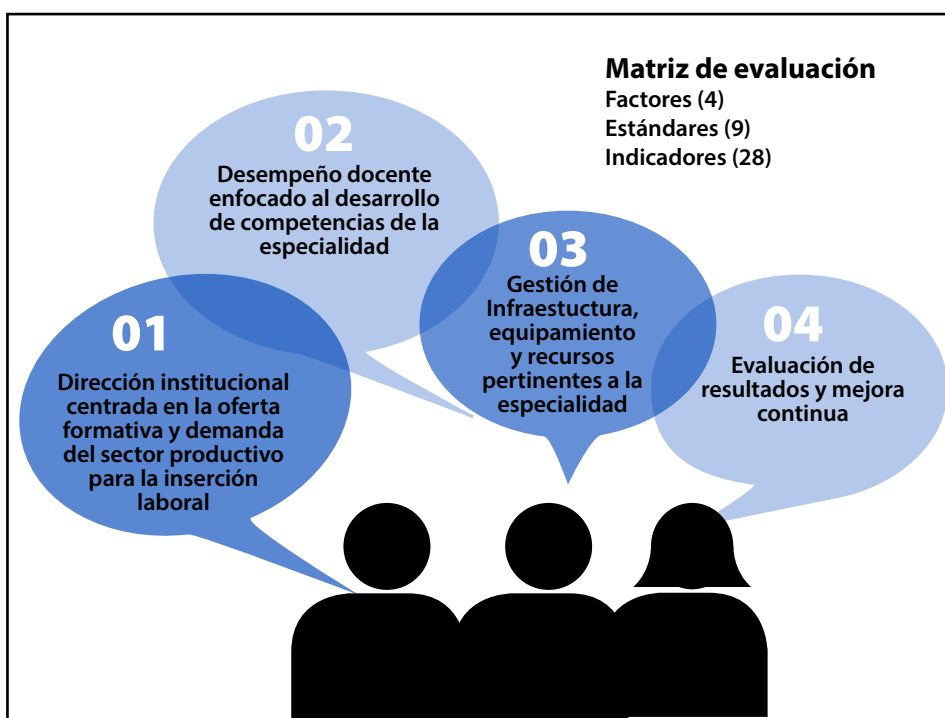 Matriz de evaluación
Factores (4)
Estándares (9)
Indicadores (28)
01
Dirección institucional
centrada en la oferta
formativa y demanda
del sector productivo
para la inserción
laboral
02
Desempeño docente
enfocado al desarrollo
de competencias de la
especialidad
03
Gestión de
Infraestuctura,
equipamiento
y recursos
pertinentes a la
especialidad
04
Evaluación de
resultados y mejora
continua